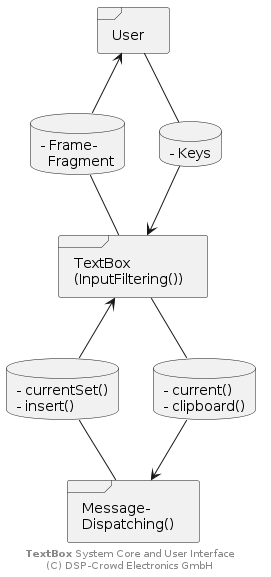 User
- Frame-
Fragment
- Keys
TextBox
(InputFiltering())
- currentSet()
- insert()
- current()
- clipboard()
Message-
Dispatching()
TextBox System Core and User Interface
(C) DSP-Crowd Electronics GmbH